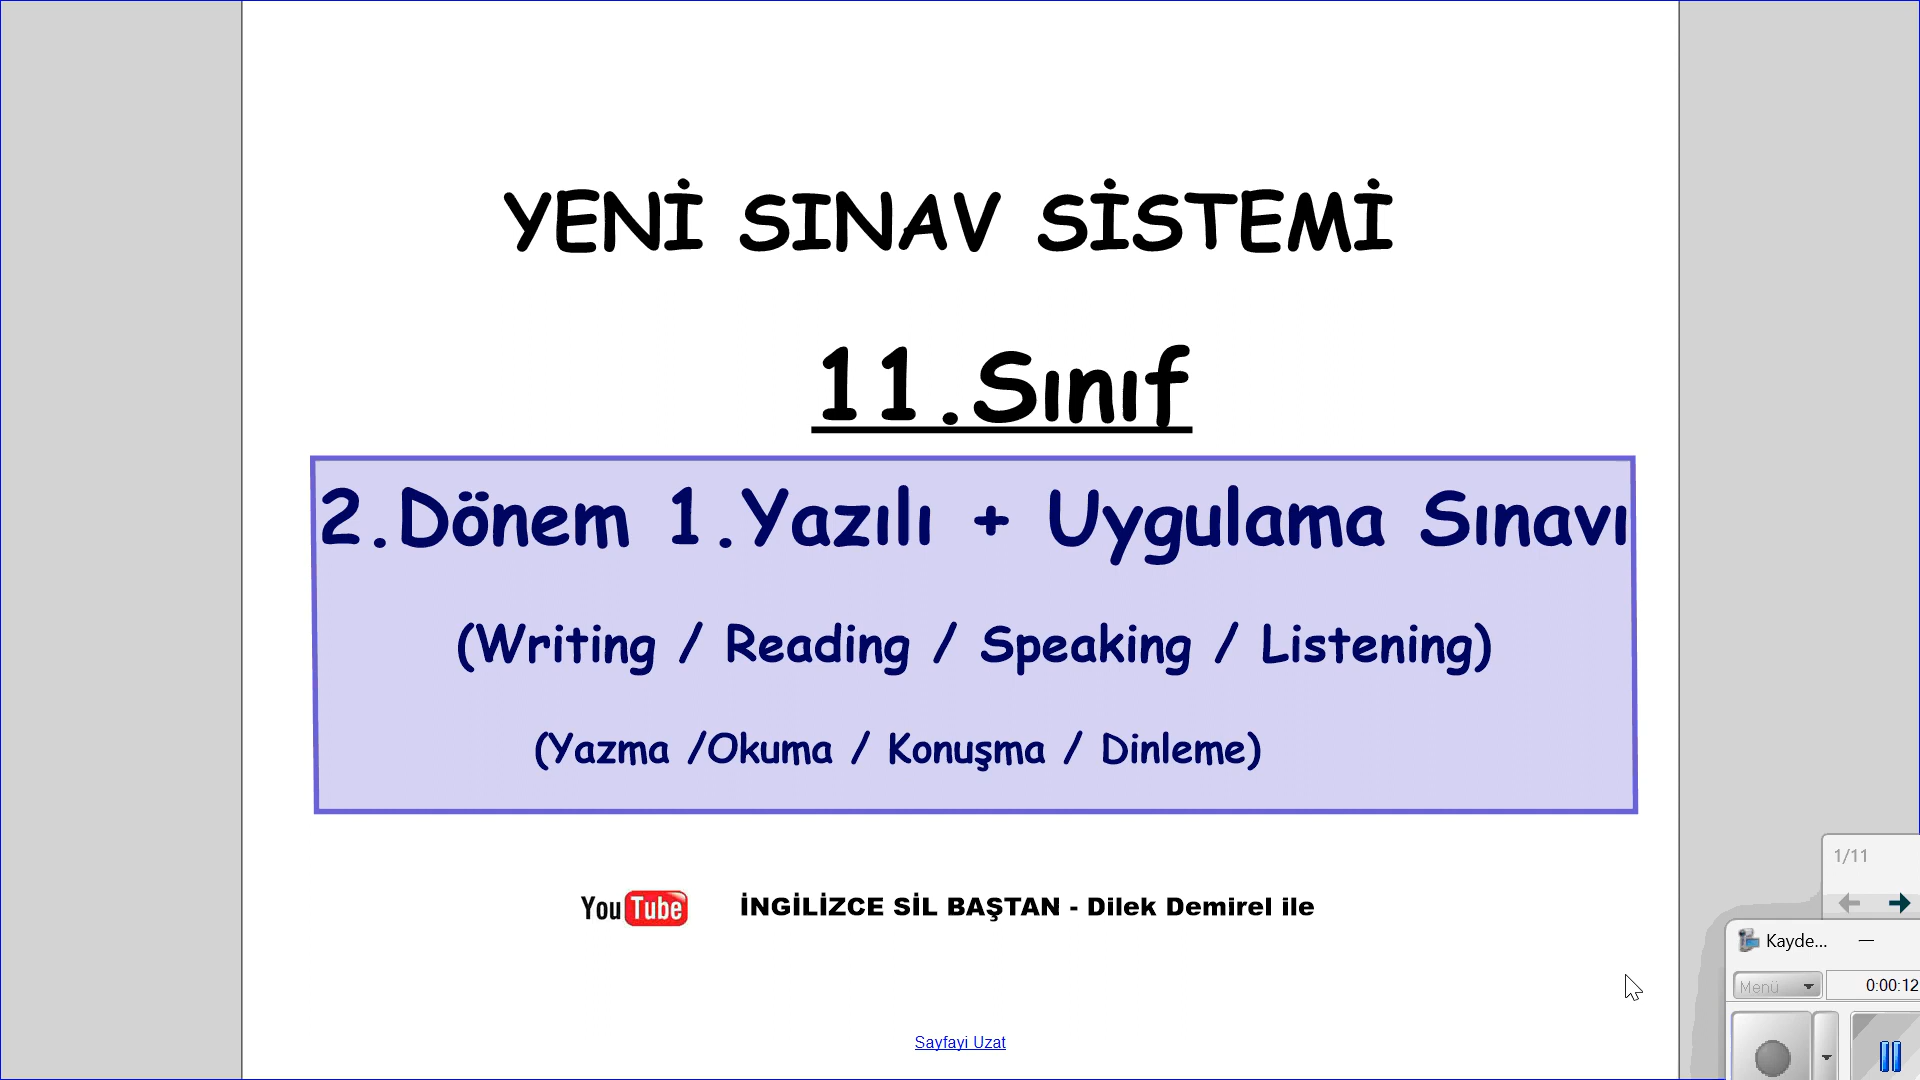 YENİ SINAV SİSTEMİ
11.Sınıf
2.Dönem 1.Yazılı + Uygulama Sınavı
(Writing / Reading / Speaking / Listening)
(Yazma /Okuma / Konuşma / Dinleme)
YouTube İNGİLİZCE SİL BAŞTAN - Dilek Demirel ile
1/11
Kayde...
Menü 0:00:12
Sayfayi Uzat